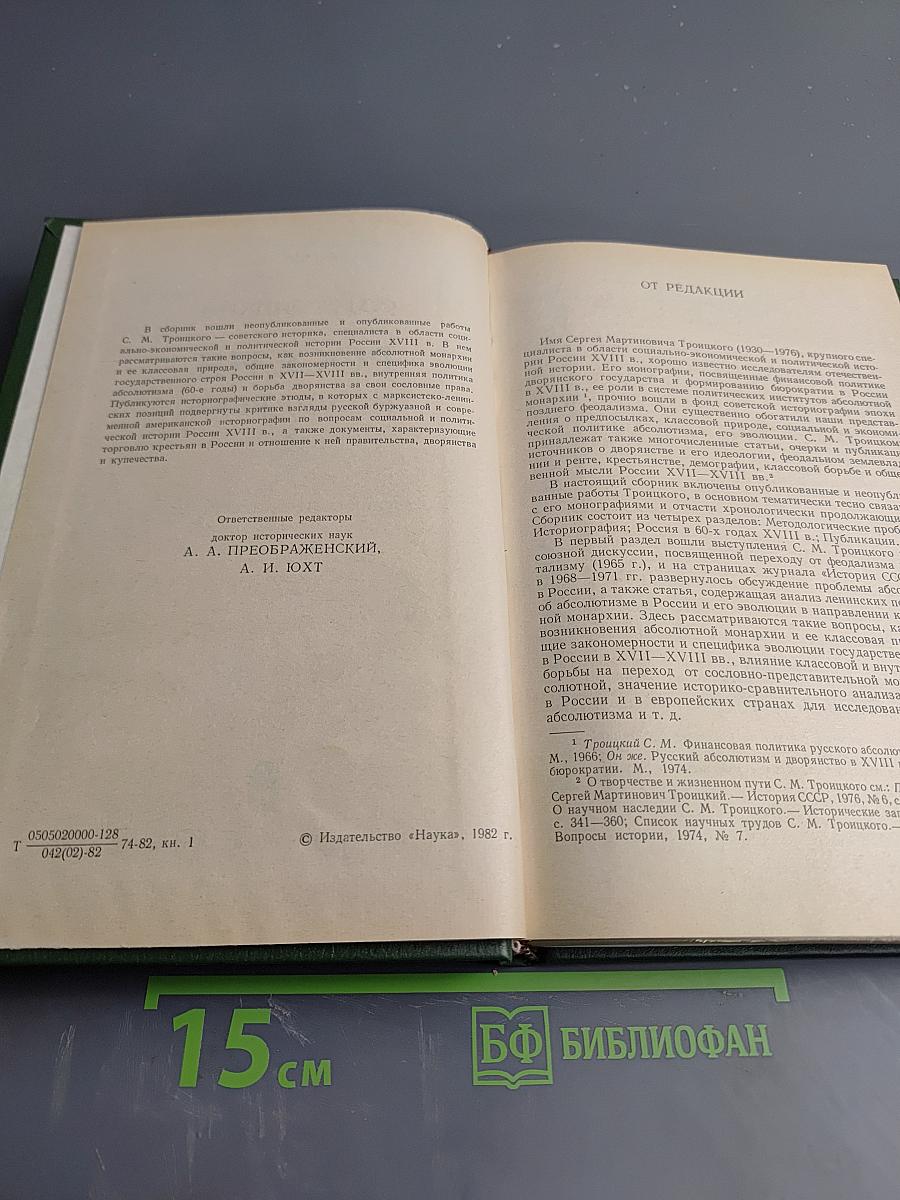 В сборник вошли неопубликованные и опубликованные работы
С. М. Троицкого — советского историка, специалиста в области соци-
ально-экономической и политической истории России XVIII в. В нем
рассматриваются такие вопросы, как возникновение абсолютной монархии
и ее классовая природа, общие закономерности и специфика эволюции
государственного строя России в XVII—XVIII вв., внутренняя политика
абсолютизма (60-е годы) и борьба дворянства за свои сословные права.
Публикуются историографические этюды, в которых с марксистско-ленин-
ских позиций подвергнуты критике взгляды русской буржуазной и совре-
менной американской историографии по вопросам социальной и полити-
ческой истории России XVIII в., а также документы, характеризующие
торговлю крестьян в России и отношение к ней правительства, дворянства
и купечества.
Ответственные редакторы
доктор исторических наук
А. А. ПРЕОБРАЖЕНСКИЙ,
А. И. ЮХТ
Т 0505020000-128
042(02)-82 74-82, кн. 1
© Издательство «Наука», 1982 г.
ОТ РЕДАКЦИИ
Имя Сергея Мартиновича Троицкого (1930—1976), крупного спе-
циалиста в области социально-экономической и политической исто-
рии России XVIII в., хорошо известно исследователям отечествен-
ной истории. Его монографии, посвященные финансовой политике
дворянского государства и формированию бюрократии в России
в XVIII в., ее роли в системе политических институтов абсолютной
монархии ¹, прочно вошли в фонд советской историографии эпохи
позднего феодализма. Они существенно обогатили наши представ-
ления о предпосылках, классовой природе, социальной и экономи-
ческой политике абсолютизма, его эволюции. С. М. Троицком
принадлежат также многочисленные статьи, очерки и публикац
источников о дворянстве и его идеологии, феодальном землевлад
нии и ренте, крестьянстве, демографии, классовой борьбе и обще
венной мысли России XVII—XVIII вв.²
В настоящий сборник включены опубликованные и неопубл
ванные работы Троицкого, в основном тематически тесно связа
с его монографиями и отчасти хронологически продолжающи
Сборник состоит из четырех разделов: Методологические проб
Историография; Россия в 60-х годах XVIII в.; Публикации.
В первый раздел вошли выступления С. М. Троицкого
союзной дискуссии, посвященной переходу от феодализма
тализму (1965 г.), и на страницах журнала «История ССС
в 1968—1971 гг. развернулось обсуждение проблемы абсо
в России, а также статья, содержащая анализ ленинских по
об абсолютизме в России и его эволюции в направлении к
ной монархии. Здесь рассматриваются такие вопросы, ка
возникновения абсолютной монархии и ее классовая п
щие закономерности и специфика эволюции государстве
в России в XVII—XVIII вв., влияние классовой и внут
борьбы на переход от сословно-представительной мо
солютной, значение историко-сравнительного анализа
в России и в европейских странах для исследован
абсолютизма и т. д.
¹ Троицкий С. М. Финансовая политика русского абсолю
М., 1966; Он же. Русский абсолютизм и дворянство в XVIII в
бюрократии. М., 1974.
² О творчестве и жизненном пути С. М. Троицкого см.: П
Сергей Мартинович Троицкий.— История СССР, 1976, № 6, с
О научном наследии С. М. Троицкого.— Исторические зап
с. 341—360; Список научных трудов С. М. Троицкого.—
Вопросы истории, 1974, № 7.
15 см
БФ БИБЛИОФАН